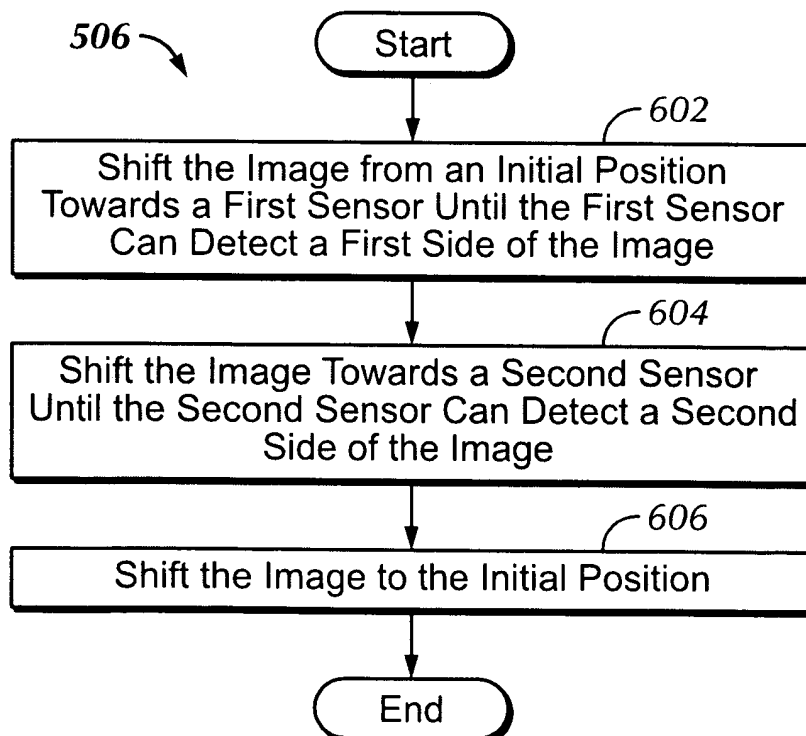 506
Start
602
Shift the Image from an Initial Position
Towards a First Sensor Until the First Sensor
Can Detect a First Side of the Image
604
Shift the Image Towards a Second Sensor
Until the Second Sensor Can Detect a Second
Side of the Image
606
Shift the Image to the Initial Position
End